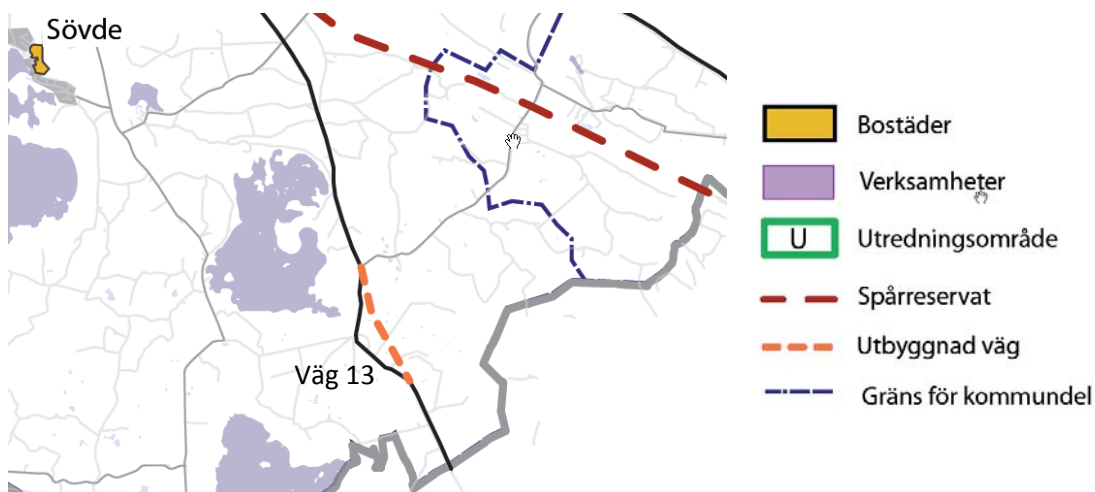 Sövde
Väg 13
Bostäder
Verksamheter
U
Utredningsområde
Spårreservat
Utbyggnad väg
Gräns för kommundel